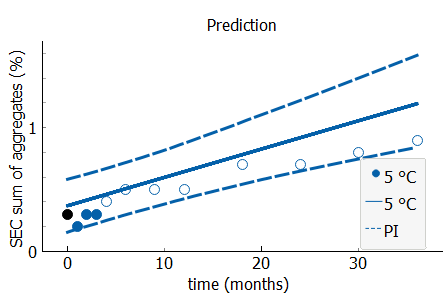 Prediction
SEC sum of aggregates (%)
1
0
0
10
20
30
time (months)
5 °C
5 °C
PI